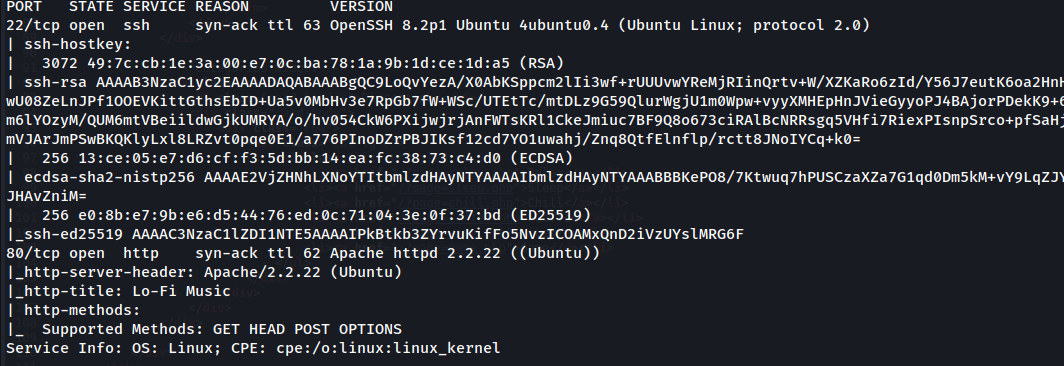 PORT   STATE SERVICE REASON         VERSION
22/tcp open  ssh     syn-ack ttl 63 OpenSSH 8.2p1 Ubuntu 4ubuntu0.4 (Ubuntu Linux; protocol 2.0)
| ssh-hostkey:
|   3072 49:7c:cb:1e:3a:00:e7:0c:ba:78:1a:9b:1d:ce:1d:a5 (RSA)
| ssh-rsa AAAAB3NzaC1yc2EAAAADAQABAAABgQC9LoQvYezA/X0AbKSppcm2lIi3wf+rUUUvwYReMjRIinQrtv+W/XZKaRo6zId/Y56J7eutK6oa2HnH
wU08ZeLnJPf1OOEVKittGthsEbID+Ua5v0MbHv3e7RpGb7fW+WSc/UTEtTc/mtDLz9G59QlurWgjU1m0Wpw+vyyXMHEpHnJVieGyyoPJ4BAjorPDekK9+6
m6lYOzyM/QUM6mtVBeiildwGjkUMRYA/o/hv054CkW6PXijwjrjAnFWTsKRl1CkeJmiuc7BF9Q8o673ciRAlBcNRRsgq5VHfi7RiexPIsnpSrco+pfSaHj
mVJArJmPSwBKQKlyLxl8LRZvt0pqe0E1/a776PInoDZrPBJIKsf12cd7YO1uwahj/Znq8QtfElnflp/rctt8JNoIYCq+k0=
|   256 13:ce:05:e7:d6:cf:f3:5d:bb:14:ea:fc:38:73:c4:d0 (ECDSA)
| ecdsa-sha2-nistp256 AAAAE2VjZHNhLXNoYTItbmlzdHAyNTYAAAAIbmlzdHAyNTYAAABBBKePO8/7Ktwuq7hPUSCzaXZa7G1qd0Dm5kM+vY9LqZJY
JHAvZniM=
|   256 e0:8b:e7:9b:e6:d5:44:76:ed:0c:71:04:3e:0f:37:bd (ED25519)
|_ssh-ed25519 AAAAC3NzaC1lZDI1NTE5AAAAIPkBtkb3ZYrvuKifFo5NvzICOAMxQnD2iVzUYslMRG6F
80/tcp open  http    syn-ack ttl 62 Apache httpd 2.2.22 ((Ubuntu))
|_http-server-header: Apache/2.2.22 (Ubuntu)
|_http-title: Lo-Fi Music
| http-methods:
|_  Supported Methods: GET HEAD POST OPTIONS
Service Info: OS: Linux; CPE: cpe:/o:linux:linux_kernel